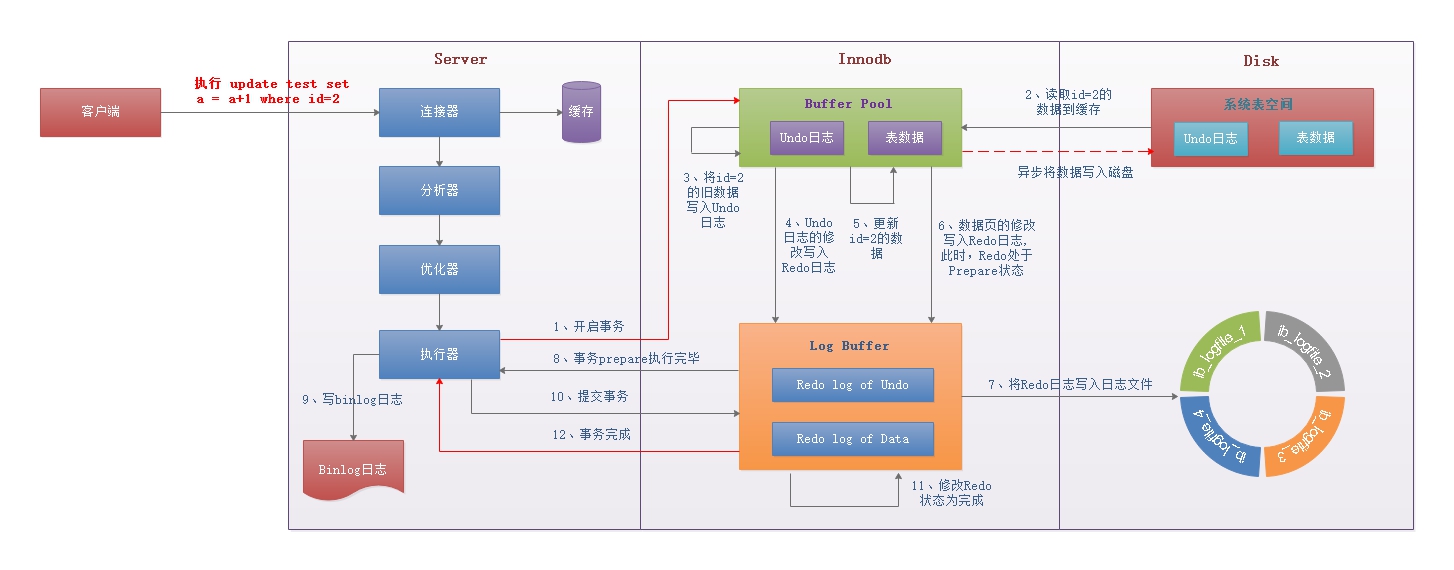 Server
Innodb
Disk
客户端
执行 update test set
a = a+1 where id=2
连接器
缓存
分析器
优化器
执行器
Buffer Pool
Undo日志
表数据
2、读取id=2的
数据到缓存
系统表空间
Undo日志
表数据
异步将数据写入磁盘
3、将id=2
的旧数据
写入Undo
日志
4、Undo
日志的修
改写入
Redo日志
5、更新
id=2的数
据
6、数据页的修改
写入Redo日志,
此时，Redo处于
Prepare状态
1、开启事务
8、事务prepare执行完毕
10、提交事务
12、事务完成
9、写binlog日志
Binlog日志
Log Buffer
Redo log of Undo
Redo log of Data
7、将Redo日志写入日志文件
11、修改Redo
状态为完成
ib_logfile_1
ib_logfile_2
ib_logfile_3
ib_logfile_4